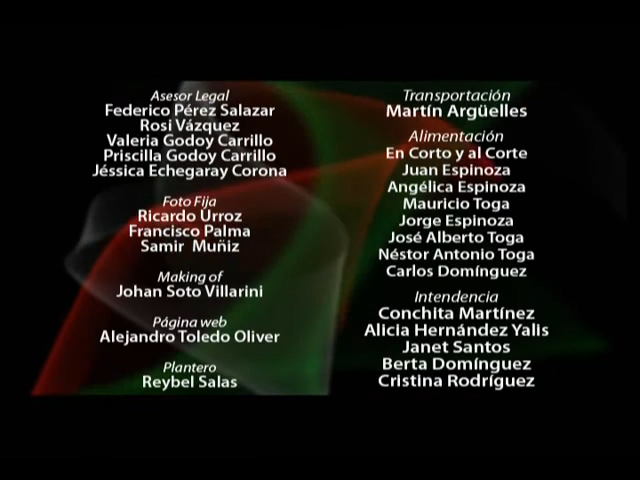 Asesor Legal
Federico Pérez Salazar
Rosi Vázquez
Valeria Godoy Carrillo
Priscilla Godoy Carrillo
Jéssica Echegaray Corona
Foto Fija
Ricardo Urroz
Francisco Palma
Samir Muñiz
Making of
Johan Soto Villarini
Página web
Alejandro Toledo Oliver
Plantero
Reybel Salas
Transportación
Martín Argüelles
Alimentación
En Corto y al Corte
Juan Espinoza
Angélica Espinoza
Mauricio Toga
Jorge Espinoza
José Alberto Toga
Néstor Antonio Toga
Carlos Domínguez
Intendencia
Conchita Martínez
Alicia Hernández Yalis
Janet Santos
Berta Domínguez
Cristina Rodríguez